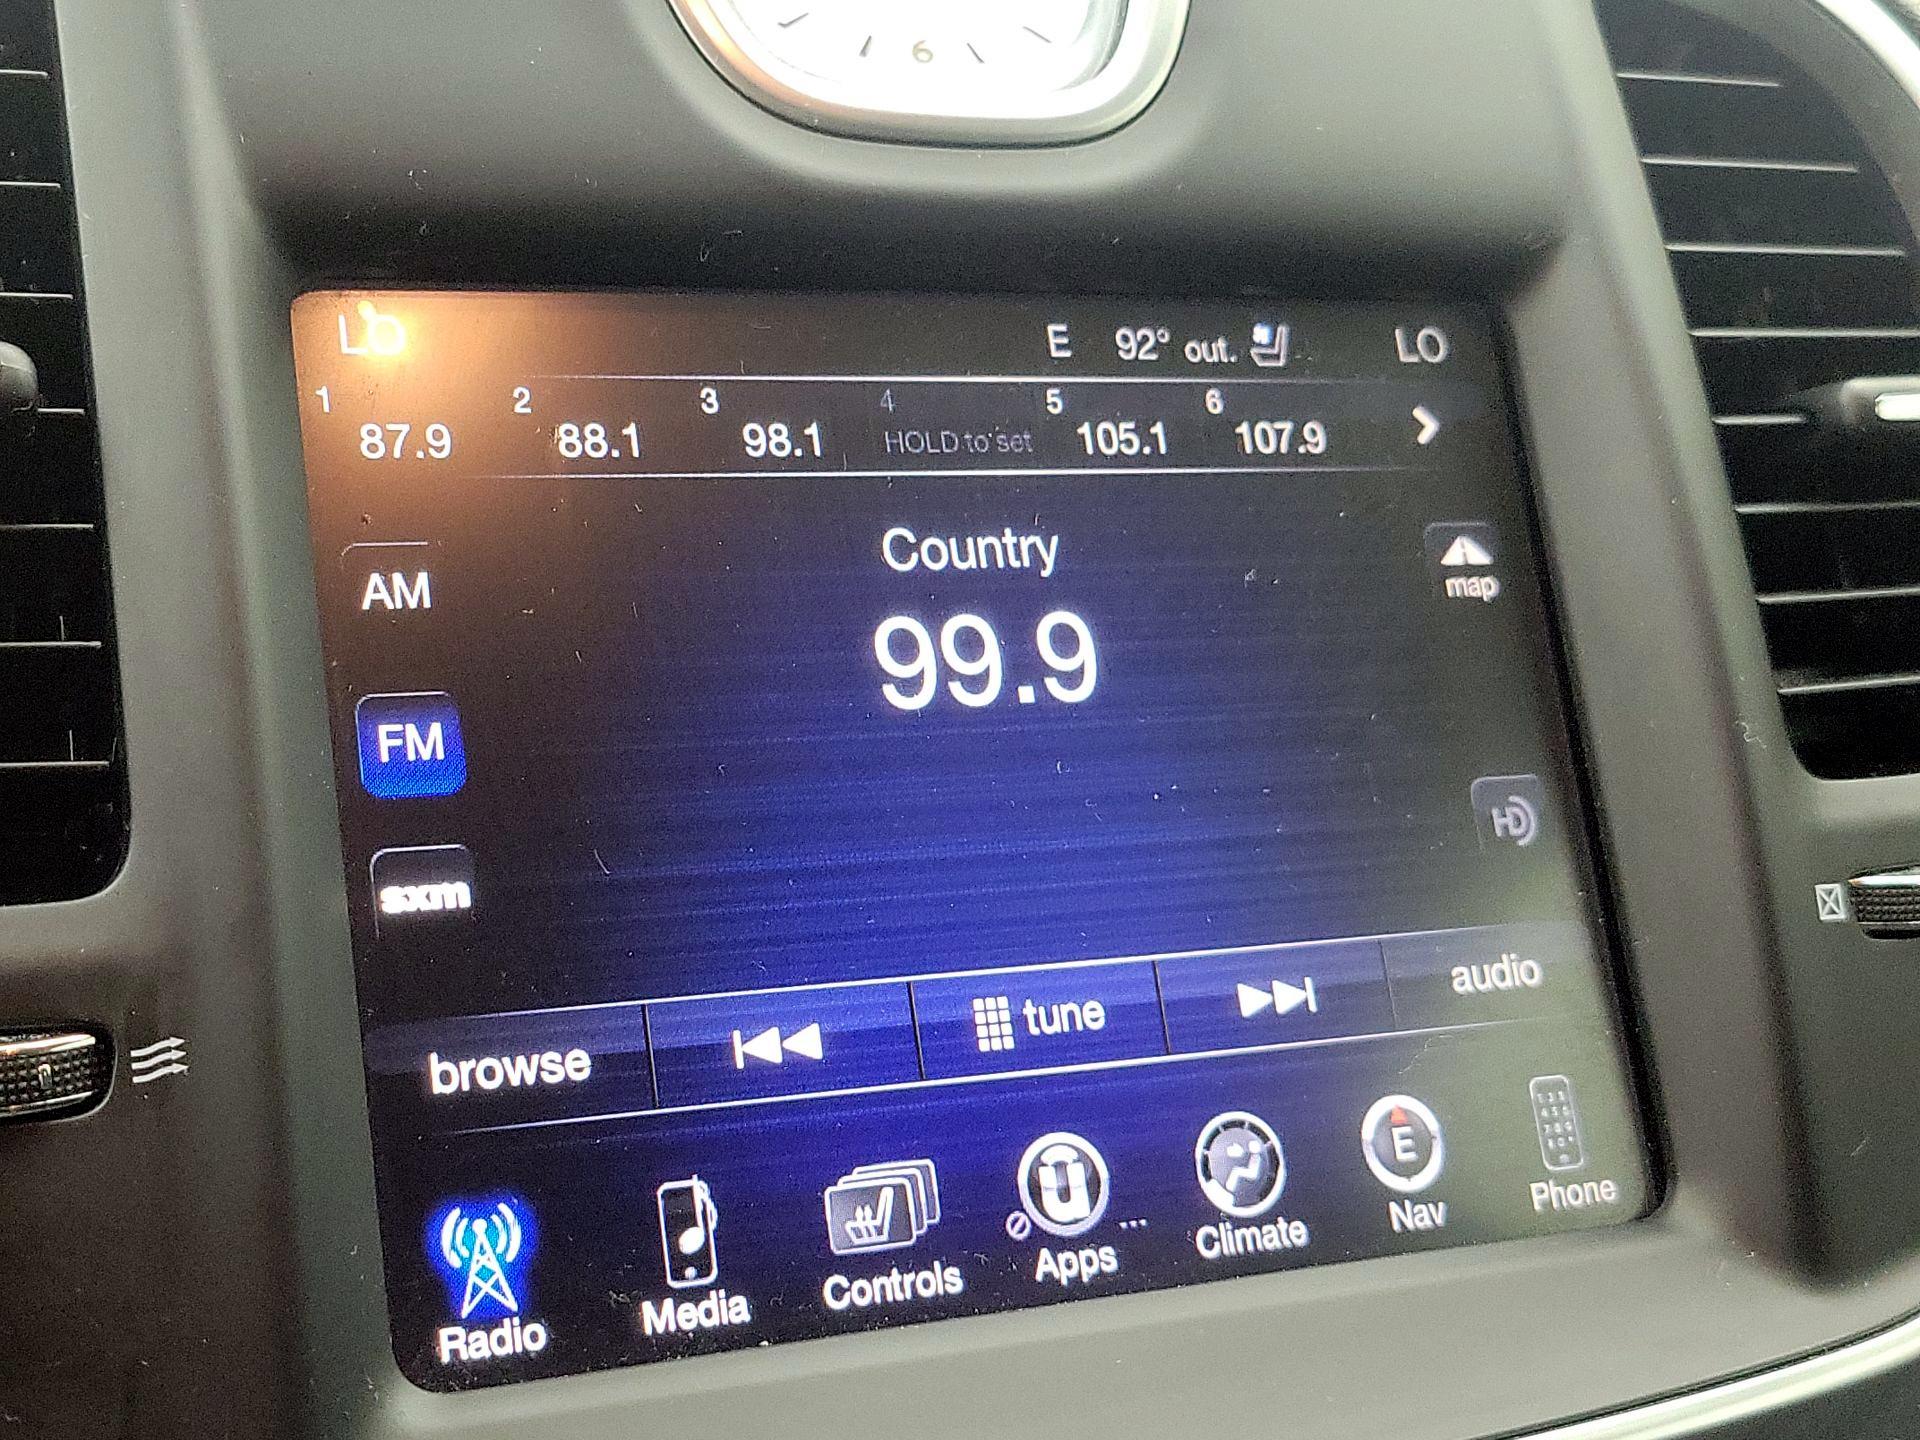 6
LO E 92° out. LO
1 2 3 4 5 6
87.9 88.1 98.1 HOLD to set 105.1 107.9
Country
99.9
AM
map
FM
HD
sxm
browse tune audio
E
Radio Media Controls Apps ... Climate Nav Phone